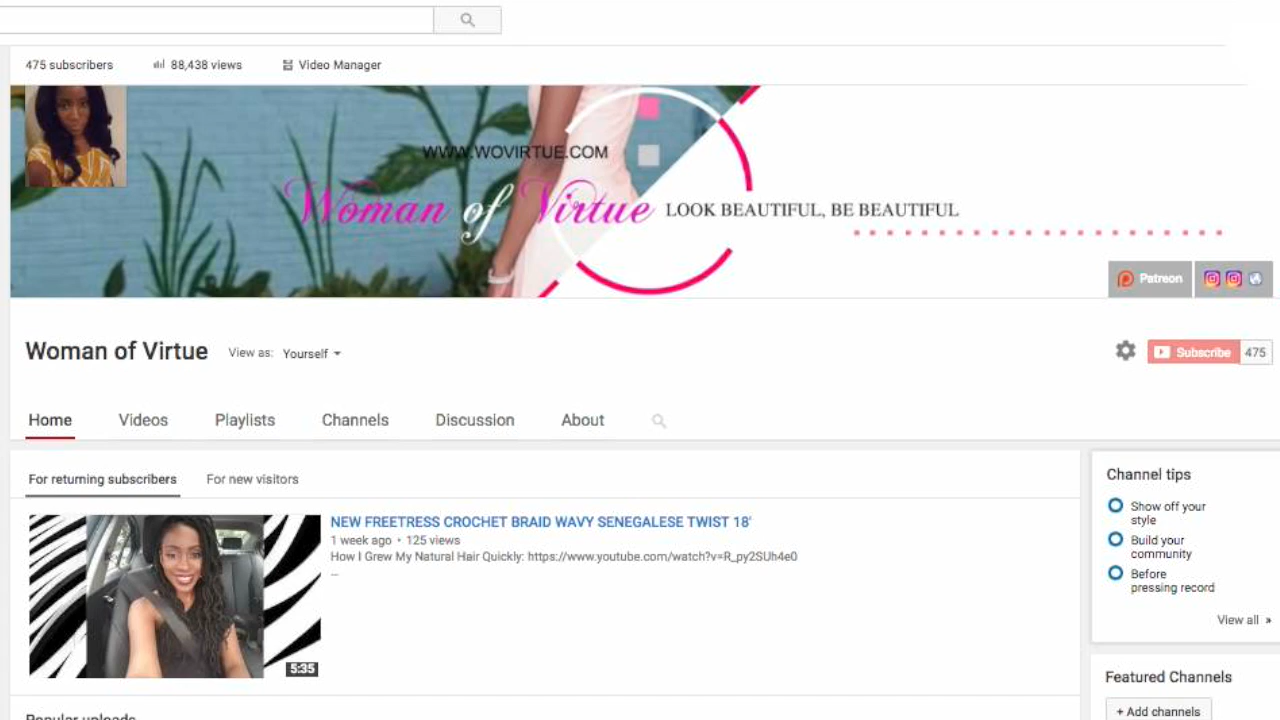 475 subscribers
88,438 views
Video Manager
WWW.WOVIRTUE.COM
Woman of Virtue
LOOK BEAUTIFUL, BE BEAUTIFUL
Patreon
Woman of Virtue
View as: Yourself
Subscribe 475
Home
Videos
Playlists
Channels
Discussion
About
For returning subscribers
For new visitors
NEW FREETRESS CROCHET BRAID WAVY SENEGALESE TWIST 18'
1 week ago • 125 views
How I Grew My Natural Hair Quickly: https://www.youtube.com/watch?v=R_py2SUh4e0
...
5:35
Channel tips
Show off your
style
Build your
community
Before
pressing record
View all »
Featured Channels
+ Add channels
Popular uploads